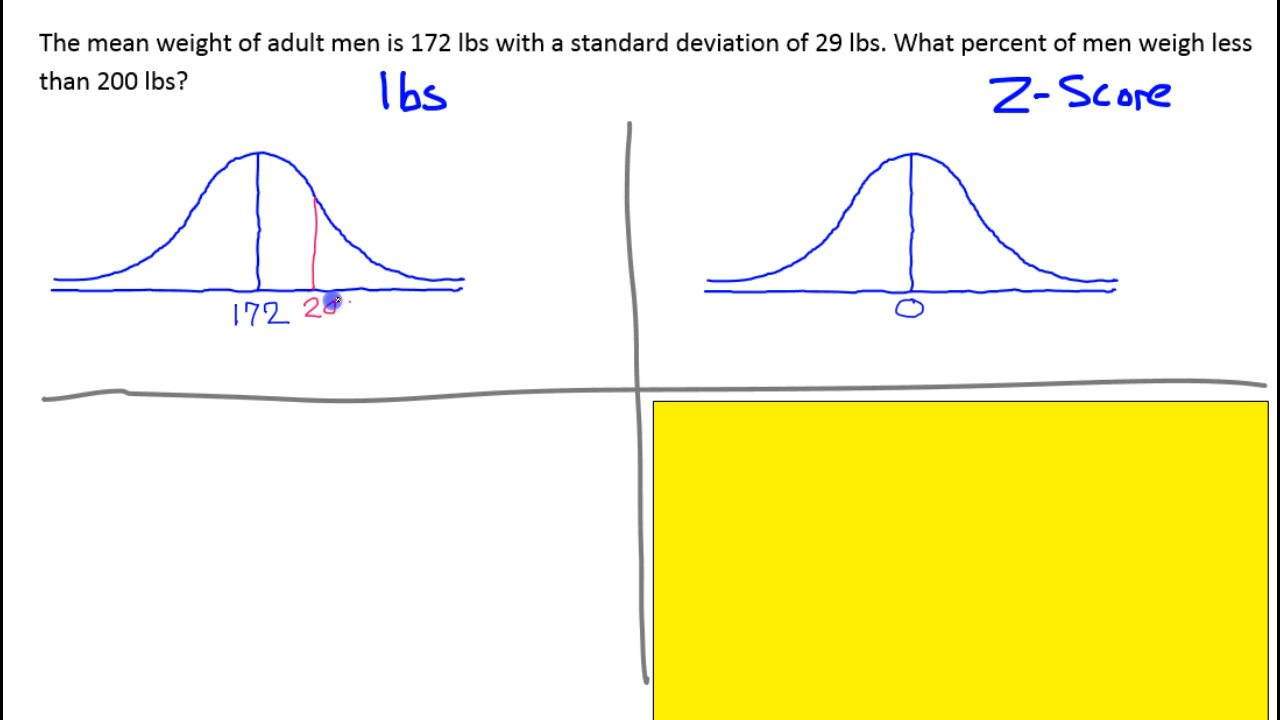 The mean weight of adult men is 172 lbs with a standard deviation of 29 lbs. What percent of men weigh less
than 200 lbs?
lbs
Z-Score
172 20
0